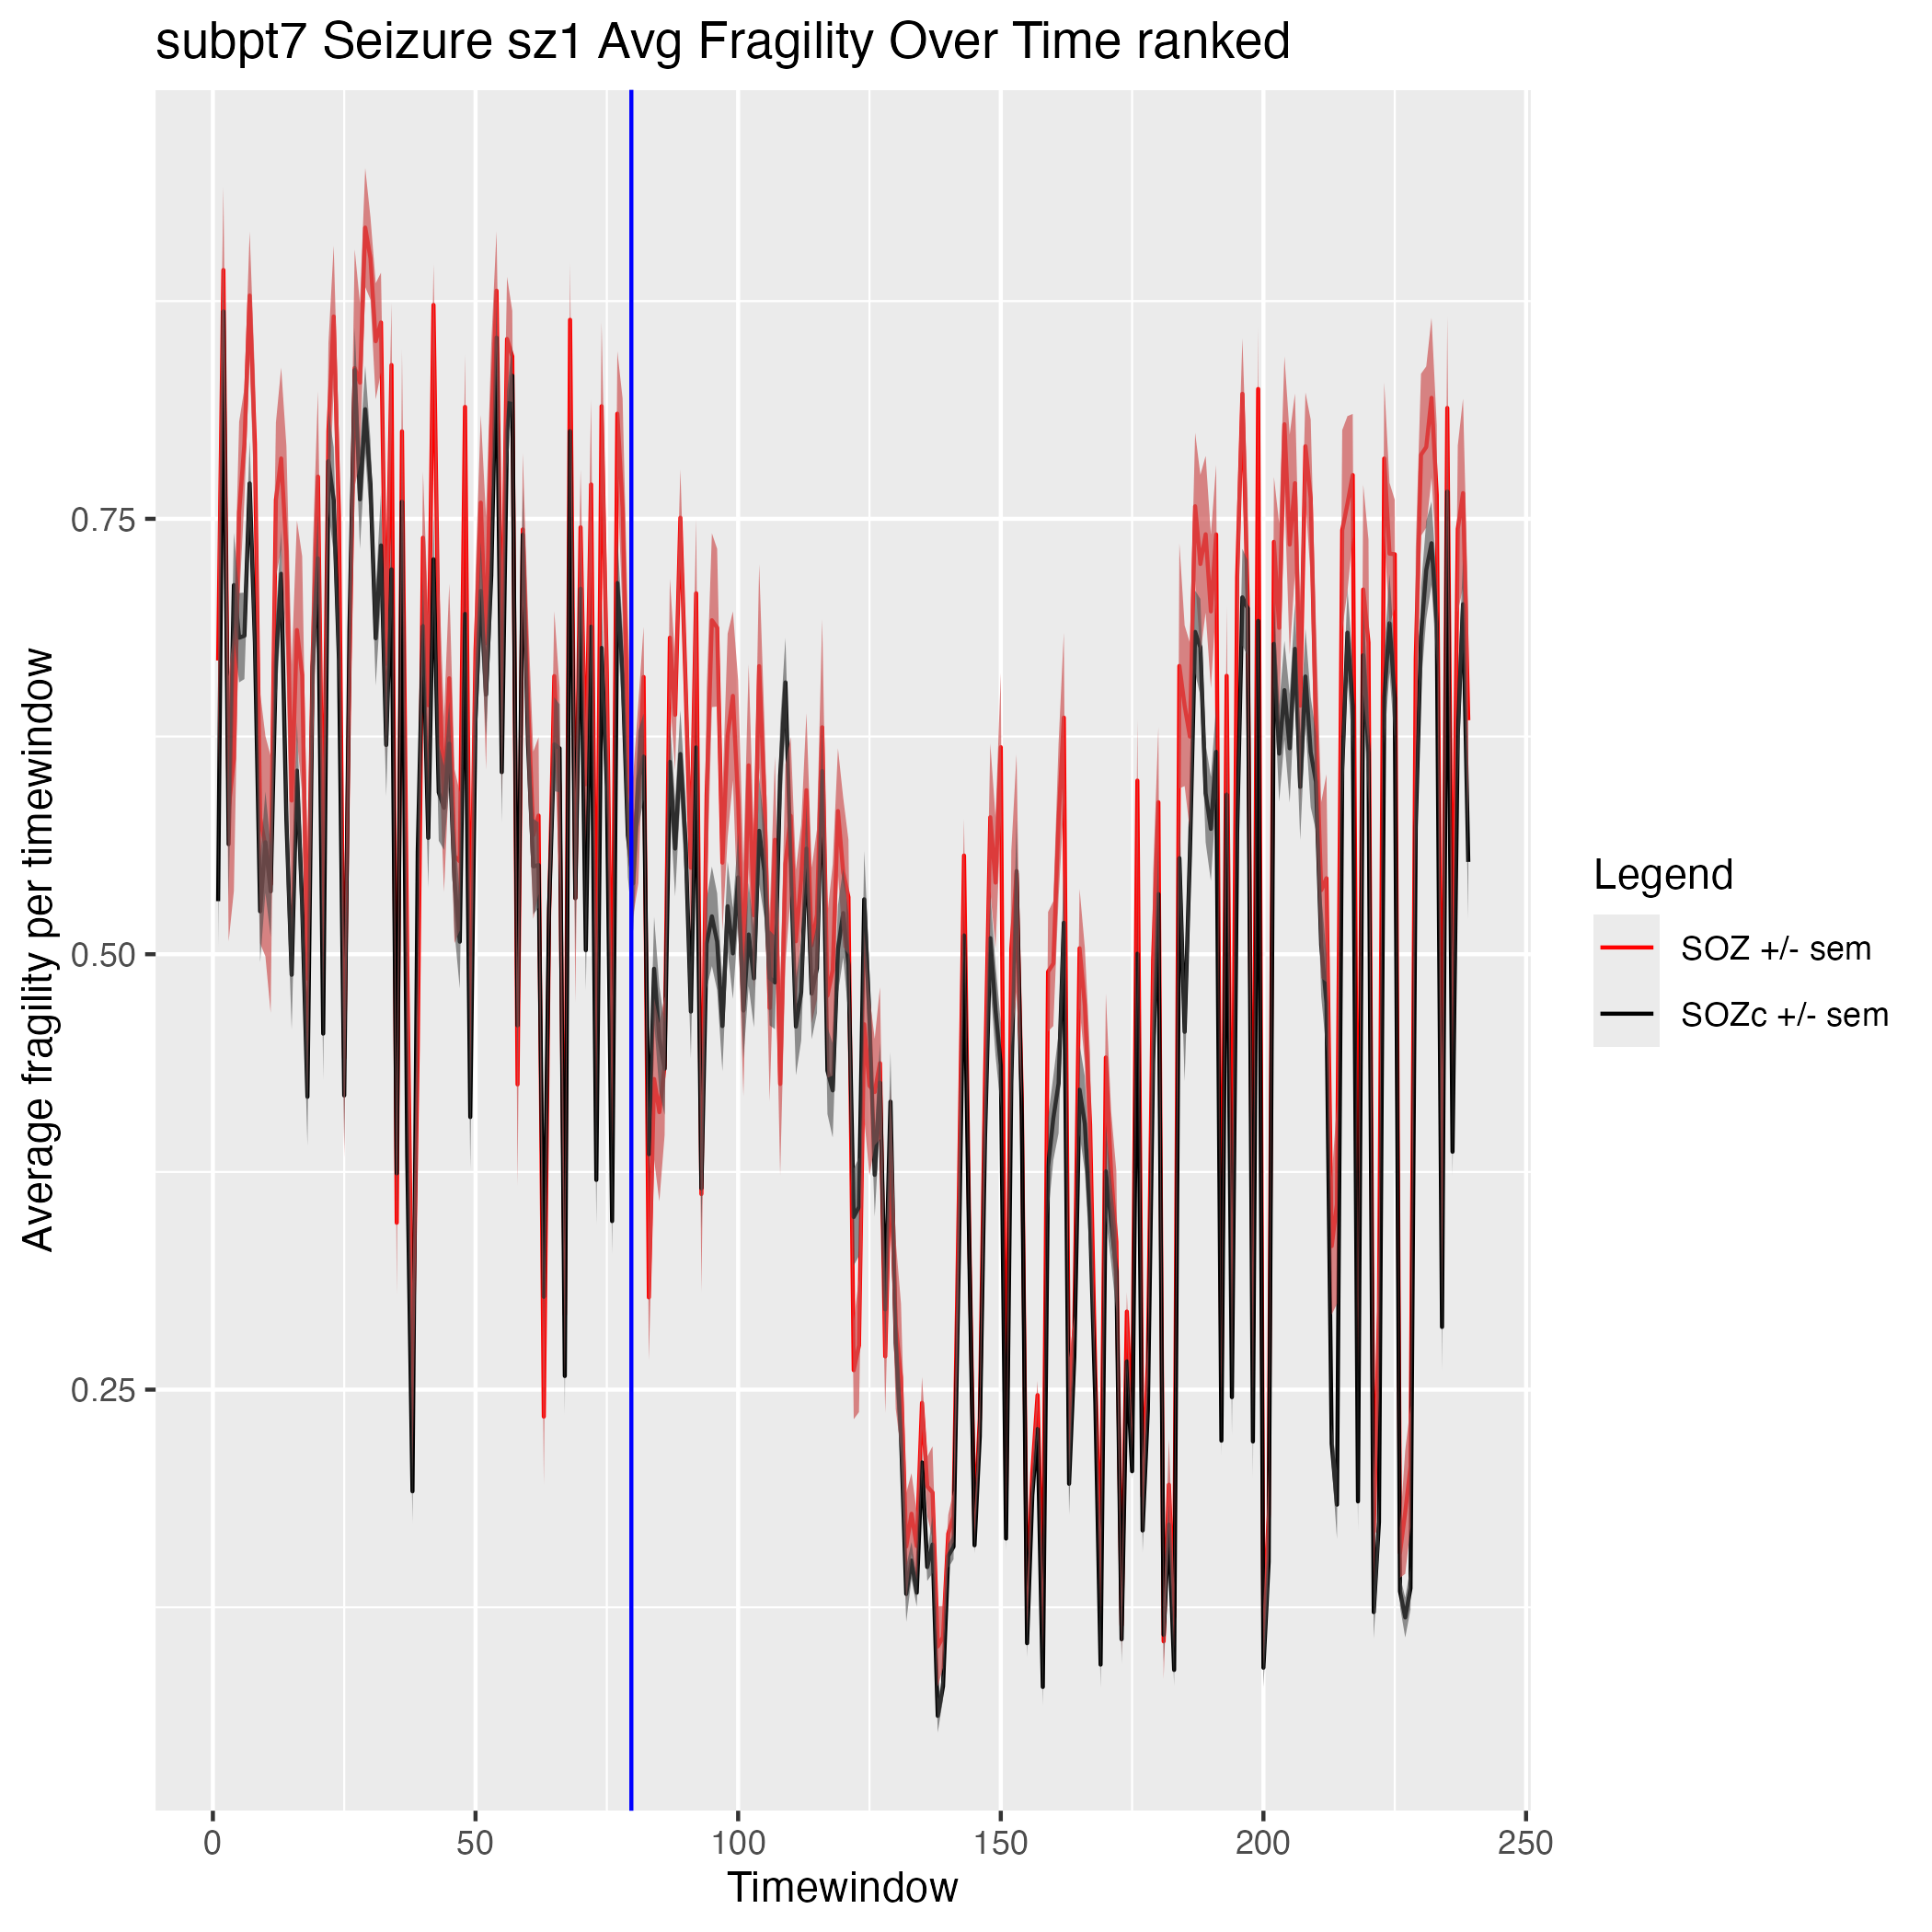 subpt7 Seizure sz1 Avg Fragility Over Time ranked
Average fragility per timewindow
0.75
0.50
0.25
0 50 100 150 200 250
Timewindow
Legend
SOZ +/- sem
SOZc +/- sem